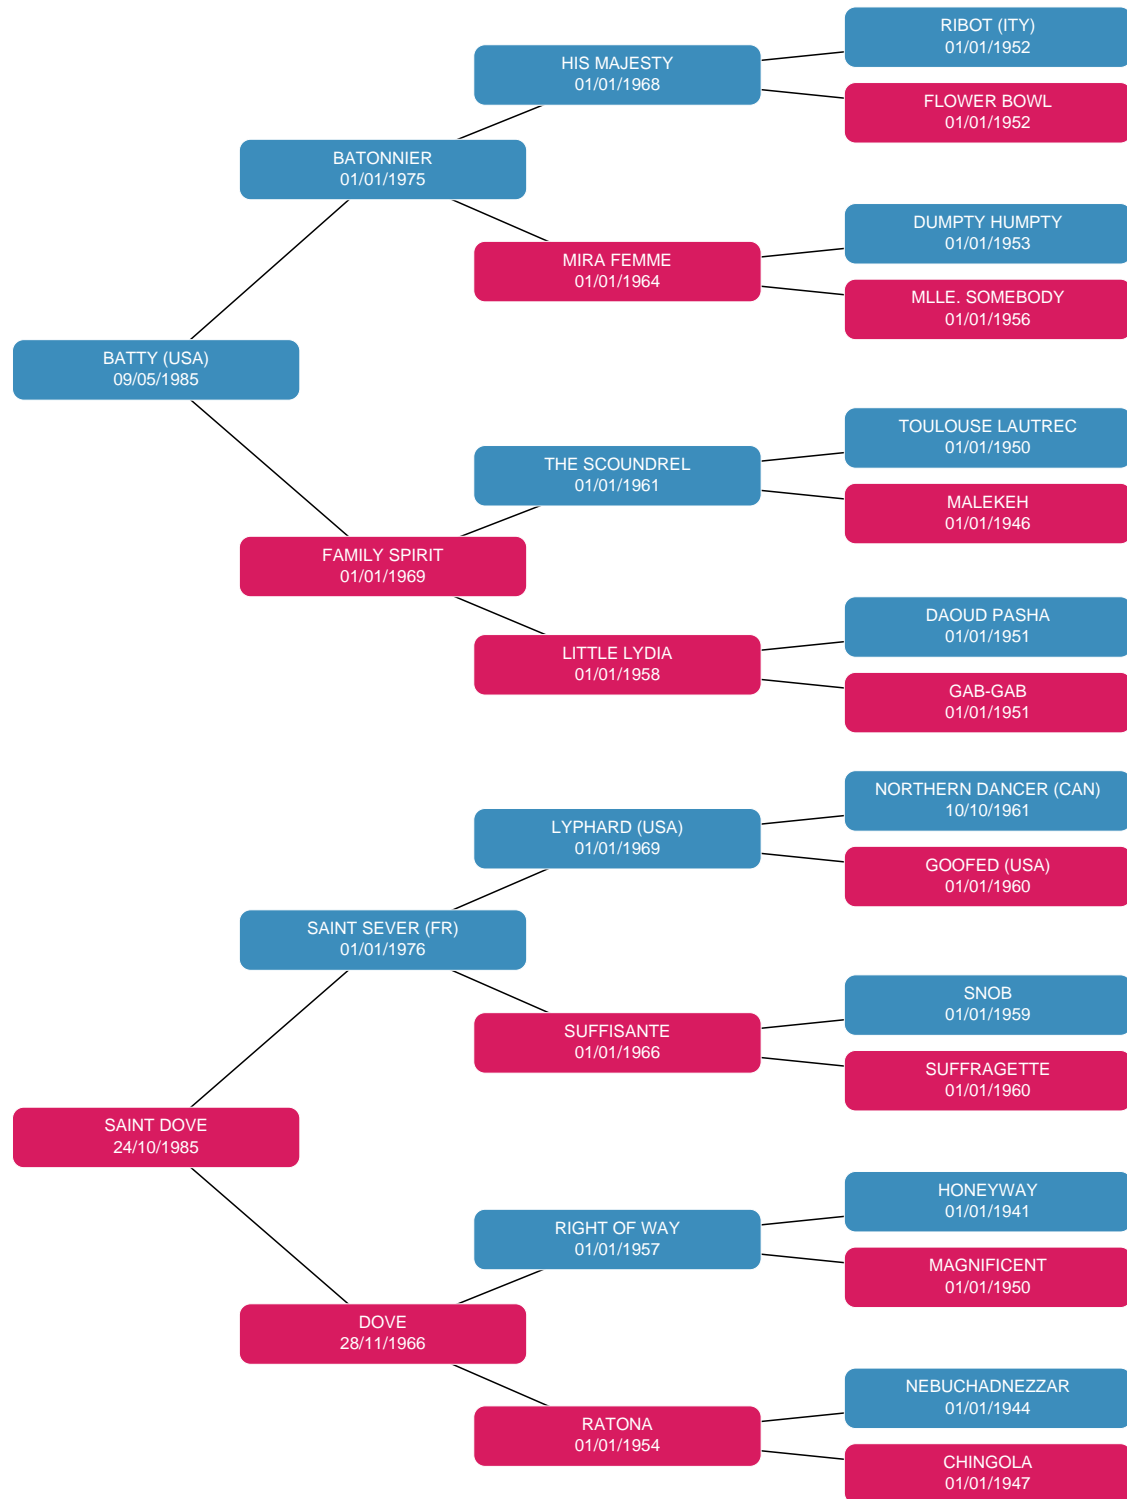 RIBOT (ITY)
01/01/1952
HIS MAJESTY
01/01/1968
FLOWER BOWL
01/01/1952
BATONNIER
01/01/1975
DUMPTY HUMPTY
01/01/1953
MIRA FEMME
01/01/1964
MLLE. SOMEBODY
01/01/1956
BATTY (USA)
09/05/1985
TOULOUSE LAUTREC
01/01/1950
THE SCOUNDREL
01/01/1961
MALEKEH
01/01/1946
FAMILY SPIRIT
01/01/1969
DAOUD PASHA
01/01/1951
LITTLE LYDIA
01/01/1958
GAB-GAB
01/01/1951
NORTHERN DANCER (CAN)
10/10/1961
LYPHARD (USA)
01/01/1969
GOOFED (USA)
01/01/1960
SAINT SEVER (FR)
01/01/1976
SNOB
01/01/1959
SUFFISANTE
01/01/1966
SUFFRAGETTE
01/01/1960
SAINT DOVE
24/10/1985
HONEYWAY
01/01/1941
RIGHT OF WAY
01/01/1957
MAGNIFICENT
01/01/1950
DOVE
28/11/1966
NEBUCHADNEZZAR
01/01/1944
RATONA
01/01/1954
CHINGOLA
01/01/1947